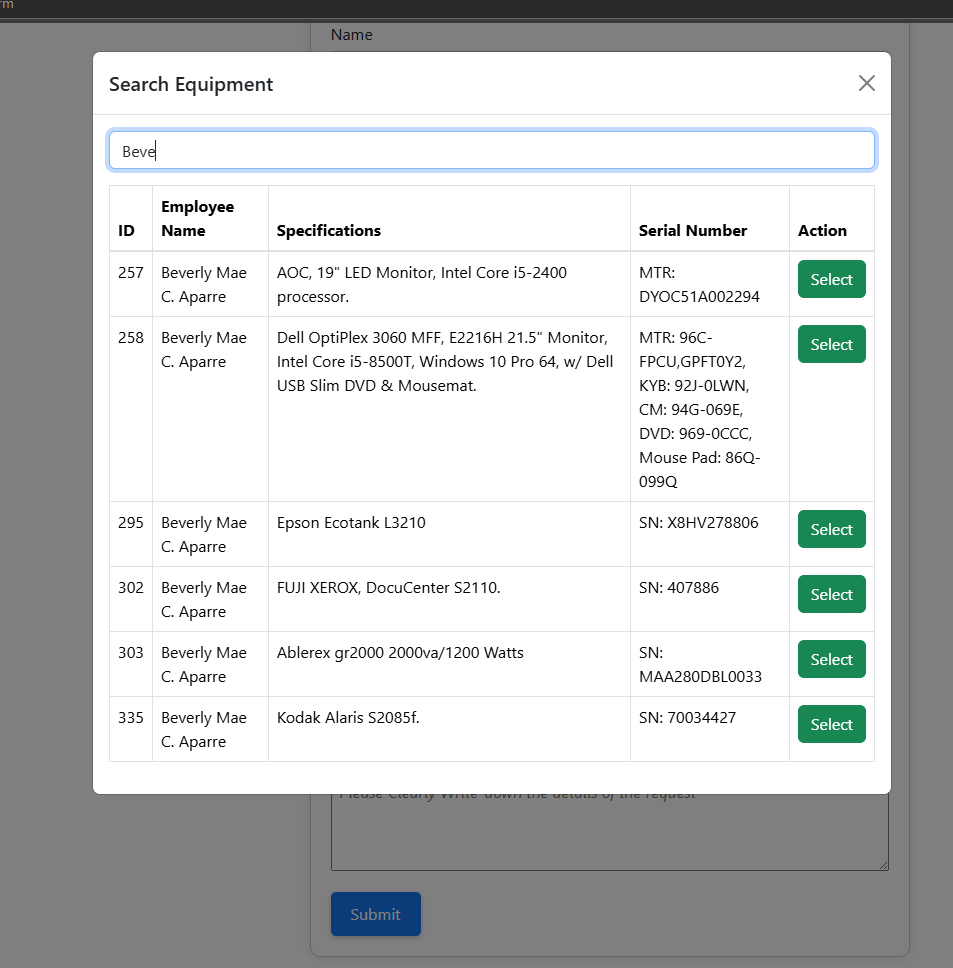 rm
Name
Search Equipment
Beve
ID
Employee
Name
Specifications
Serial Number
Action
257
Beverly Mae
C. Aparre
AOC, 19" LED Monitor, Intel Core i5-2400
processor.
MTR:
DYOC51A002294
Select
258
Beverly Mae
C. Aparre
Dell OptiPlex 3060 MFF, E2216H 21.5" Monitor,
Intel Core i5-8500T, Windows 10 Pro 64, w/ Dell
USB Slim DVD & Mousemat.
MTR: 96C-
FPCU,GPFT0Y2,
KYB: 92J-0LWN,
CM: 94G-069E,
DVD: 969-0CCC,
Mouse Pad: 86Q-
099Q
Select
295
Beverly Mae
C. Aparre
Epson Ecotank L3210
SN: X8HV278806
Select
302
Beverly Mae
C. Aparre
FUJI XEROX, DocuCenter S2110.
SN: 407886
Select
303
Beverly Mae
C. Aparre
Ablerex gr2000 2000va/1200 Watts
SN:
MAA280DBL0033
Select
335
Beverly Mae
C. Aparre
Kodak Alaris S2085f.
SN: 70034427
Select
Please Clearly Write down the details of the request
Submit